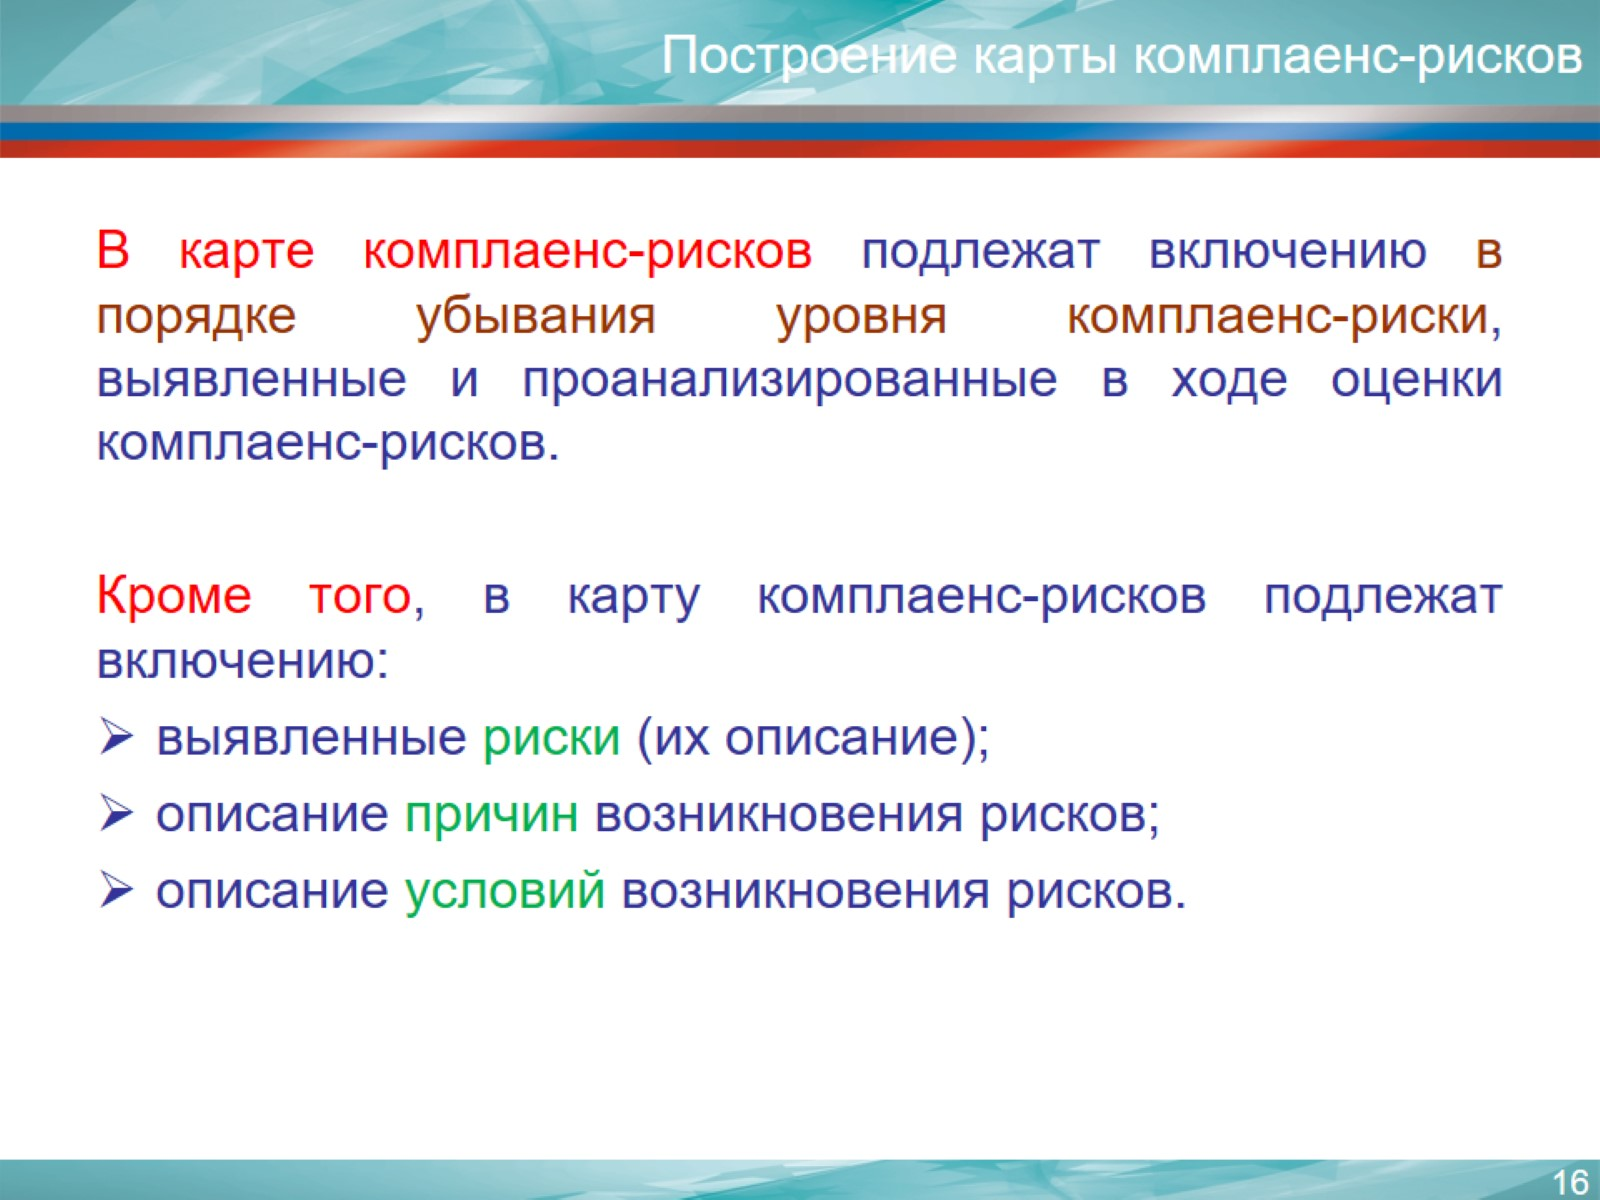 Построение карты комплаенс-рисков
В карте комплаенс-рисков подлежат включению в
порядке убывания уровня комплаенс-риски,
выявленные и проанализированные в ходе оценки
комплаенс-рисков.
Кроме того, в карту комплаенс-рисков подлежат
включению:
➢ выявленные риски (их описание);
➢ описание причин возникновения рисков;
➢ описание условий возникновения рисков.
16